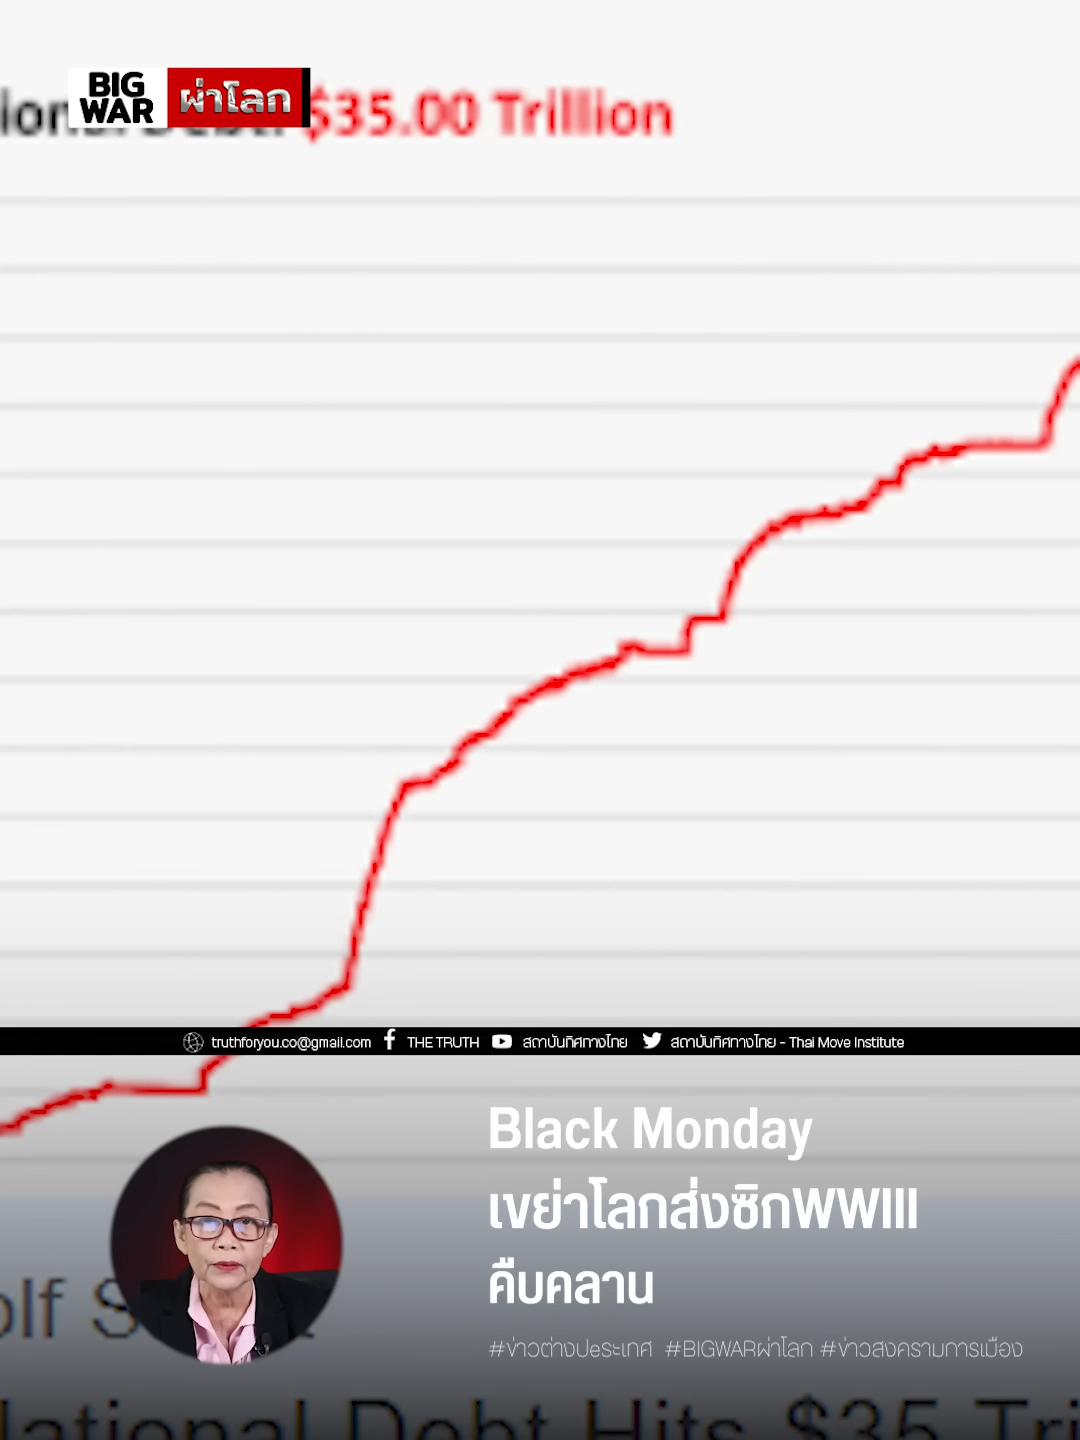 BIG
WAR
ผ่าโลก
$35.00 Trillion
truthforyou.co@gmail.com THE TRUTH สถาบันทิศทางไทย สถาบันทิศทางไทย - Thai Move Institute
Black Monday
เขย่าโลกส่งซิกWWIII
คืบคลาน
#ข่าวต่างประเทศ #BIGWARผ่าโลก #ข่าวสงครามการเมือง
National Debt Hits $35 Tri